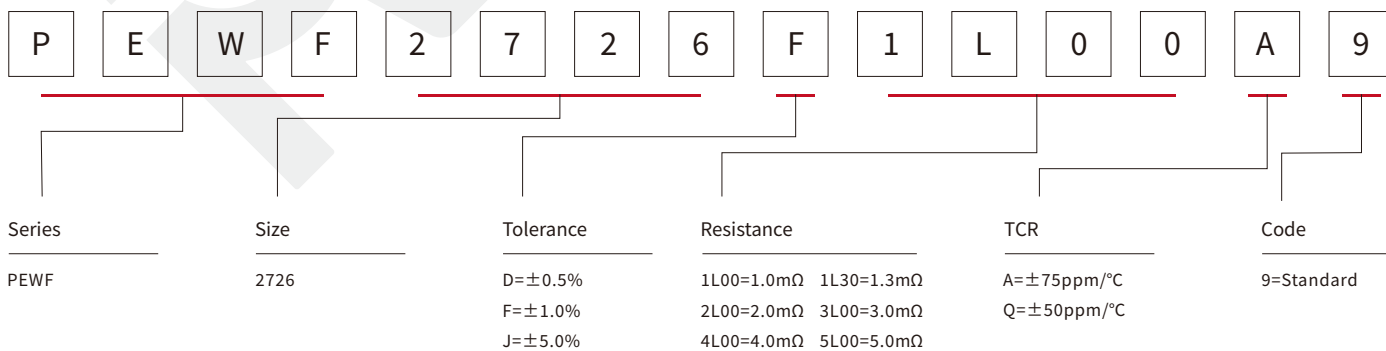 P E W F 2 7 2 6 F 1 L 0 0 A 9
Series Size Tolerance Resistance TCR Code
PEWF 2726 D=±0.5% 1L00=1.0mΩ 1L30=1.3mΩ A=±75ppm/℃ 9=Standard
F=±1.0% 2L00=2.0mΩ 3L00=3.0mΩ Q=±50ppm/℃
J=±5.0% 4L00=4.0mΩ 5L00=5.0mΩ